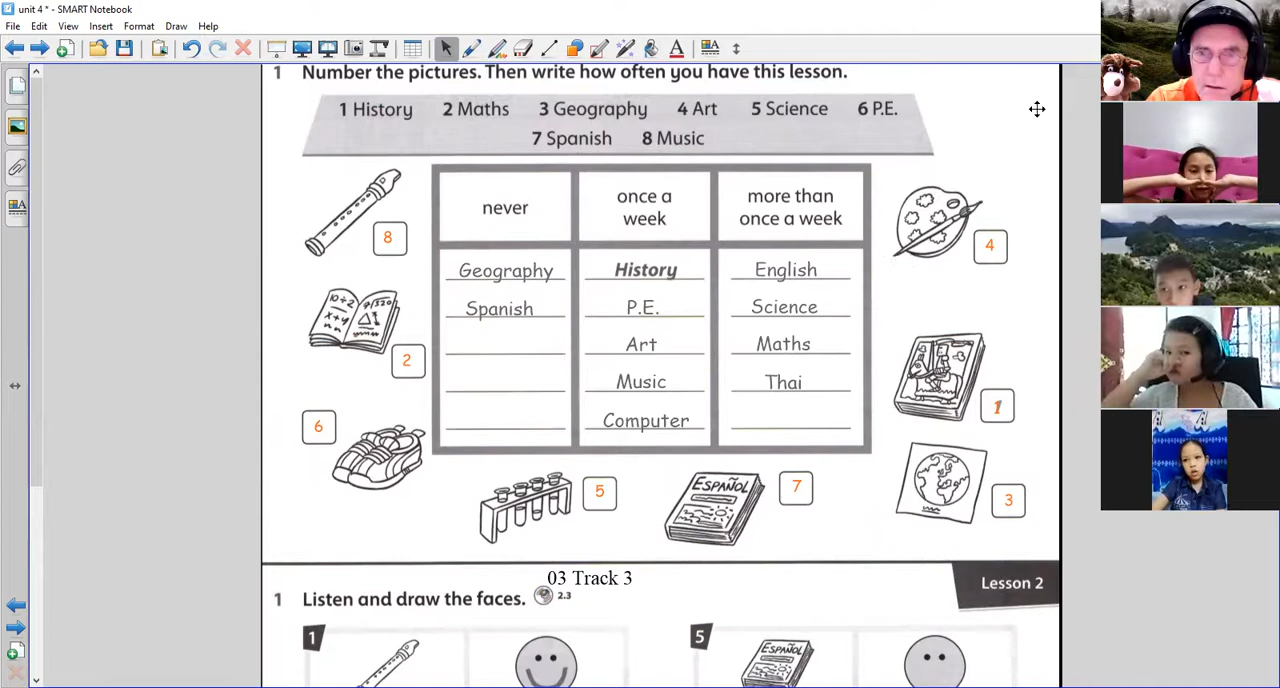 unit 4 * - SMART Notebook
File Edit View Insert Format Draw Help
1 Number the pictures. Then write how often you have this lesson.
1 History 2 Maths 3 Geography 4 Art 5 Science 6 P.E.
7 Spanish 8 Music
never
once a
week
more than
once a week
Geography History English
Spanish P.E. Science
Art Maths
Music Thai
Computer
8
2
6
5
ESPAÑOL
7
4
1
3
03 Track 3
Lesson 2
1 Listen and draw the faces. 2.3
1
5
ESPAÑOL